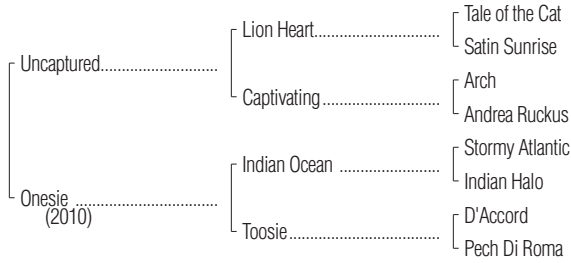 Tale of the Cat
Lion Heart
Satin Sunrise
Uncaptured
Arch
Captivating
Andrea Ruckus
Stormy Atlantic
Indian Ocean
Indian Halo
Onesie
(2010)
D'Accord
Toosie
Pech Di Roma